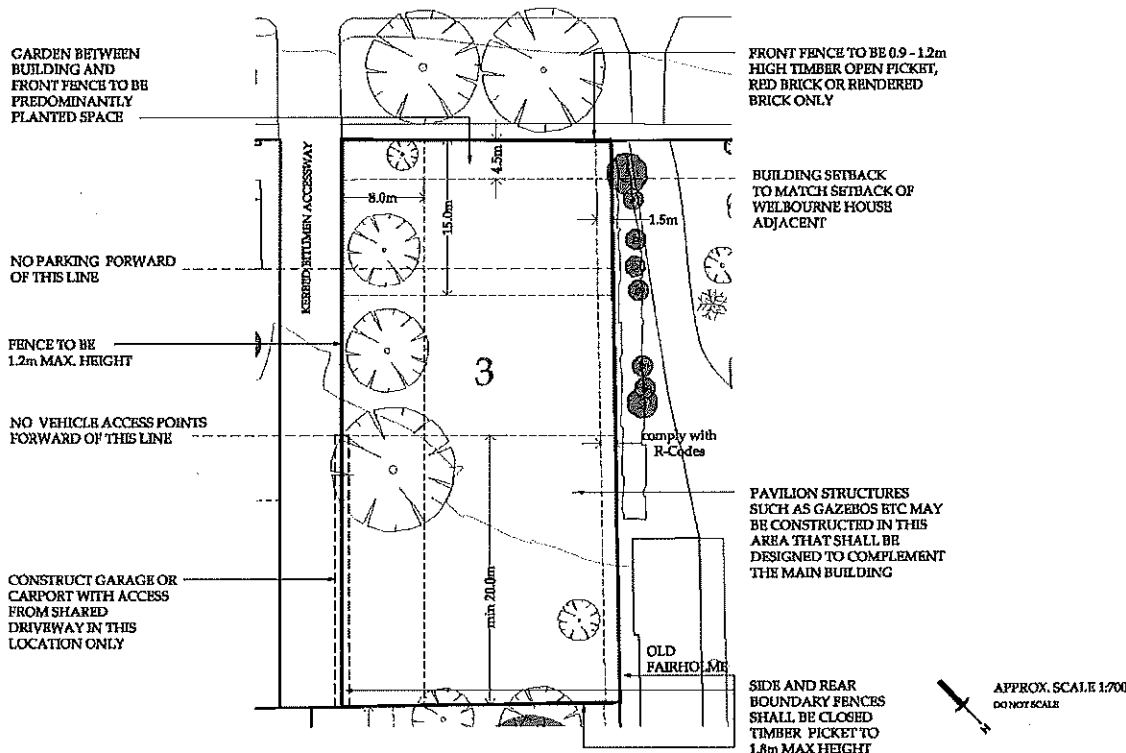 GARDEN BETWEEN
BUILDING AND
FRONT FENCE TO BE
PREDOMINANTLY
PLANTED SPACE
NO PARKING FORWARD
OF THIS LINE
FENCE TO BE
1.2m MAX. HEIGHT
NO VEHICLE ACCESS POINTS
FORWARD OF THIS LINE
CONSTRUCT GARAGE OR
CARPORT WITH ACCESS
FROM SHARED
DRIVEWAY IN THIS
LOCATION ONLY
KERBED BITUMEN ACCESSWAY
8.0m
15.0m
4.5m
1.5m
3
comply with
R-Codes
min 20.0m
OLD
FAIRHOLME
FRONT FENCE TO BE 0.9 - 1.2m
HIGH TIMBER OPEN PICKET,
RED BRICK OR RENDERED
BRICK ONLY
BUILDING SETBACK
TO MATCH SETBACK OF
WELBOURNE HOUSE
ADJACENT
PAVILION STRUCTURES
SUCH AS GAZEBOS ETC MAY
BE CONSTRUCTED IN THIS
AREA THAT SHALL BE
DESIGNED TO COMPLEMENT
THE MAIN BUILDING
SIDE AND REAR
BOUNDARY FENCES
SHALL BE CLOSED
TIMBER PICKET TO
1.8m MAX HEIGHT
N
APPROX. SCALE 1:700
DO NOT SCALE